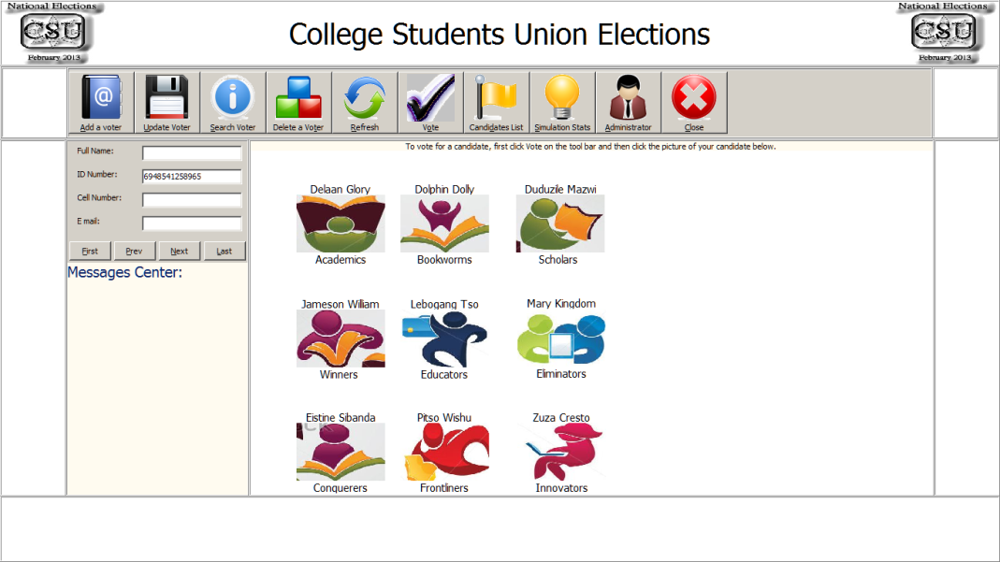 National Elections
CSU
February 2013
College Students Union Elections
National Elections
CSU
February 2013
Add a voter
Update Voter
Search Voter
Delete a Voter
Refresh
Vote
Candidates List
Simulation Stats
Administrator
Close
Full Name:
ID Number: 6948541258965
Cell Number:
E mail:
First Prev Next Last
Messages Center:
To vote for a candidate, first click Vote on the tool bar and then click the picture of your candidate below.
Delaan Glory Dolphin Dolly Duduzile Mazwi
Academics Bookworms Scholars
Jameson Wiliam Lebogang Tso Mary Kingdom
Winners Educators Eliminators
Eistine Sibanda Pitso Wishu Zuza Cresto
Conquerers Frontliners Innovators